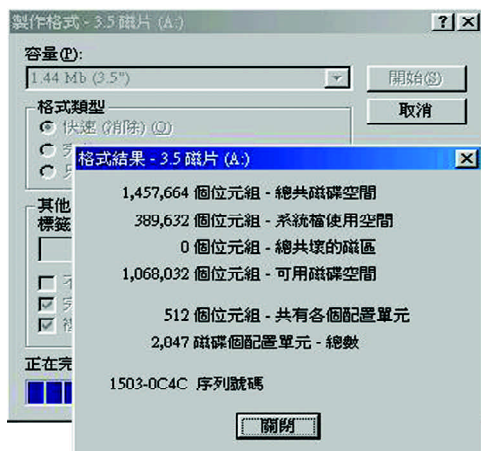 製作格式 - 3.5 磁片 (A:)
容量(P):
1.44 Mb (3.5")
開始(S)
格式類型
取消
快速 (消除) (Q)
格式結果 - 3.5 磁片 (A:)
1,457,664 個位元組 - 總共磁碟空間
389,632 個位元組 - 系統檔使用空間
0 個位元組 - 總共壞的磁區
1,068,032 個位元組 - 可用磁碟空間
512 個位元組 - 共有各個配置單元
2,047 磁碟個配置單元 - 總數
1503-0C4C 序列號碼
關閉
其他
標籤
正在完